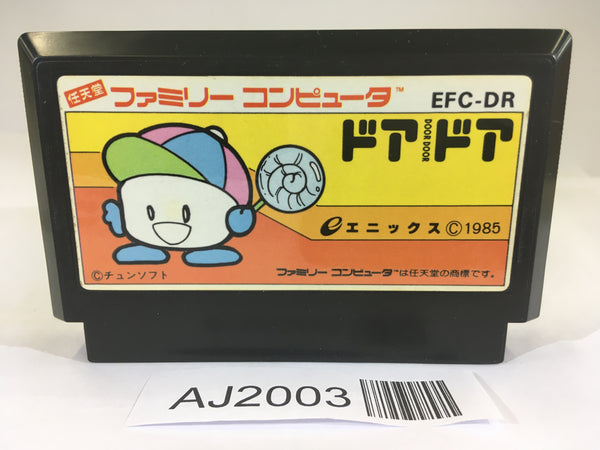 任天堂 ファミリー コンピュータ™
EFC-DR
ドアドア
DOOR DOOR
eエニックス©1985
©チュンソフト
ファミリー コンピュータ™は任天堂の商標です。
AJ2003